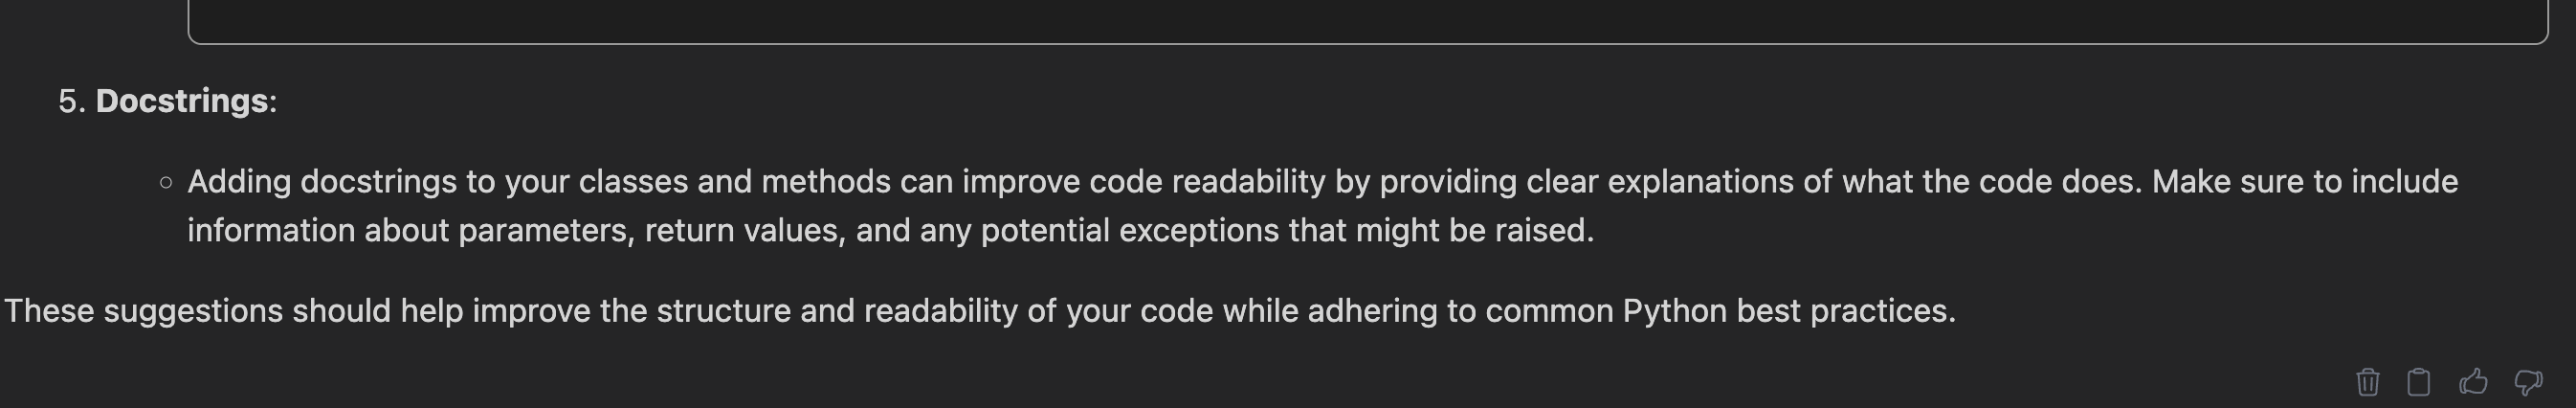 5. Docstrings:
○ Adding docstrings to your classes and methods can improve code readability by providing clear explanations of what the code does. Make sure to include
information about parameters, return values, and any potential exceptions that might be raised.
These suggestions should help improve the structure and readability of your code while adhering to common Python best practices.